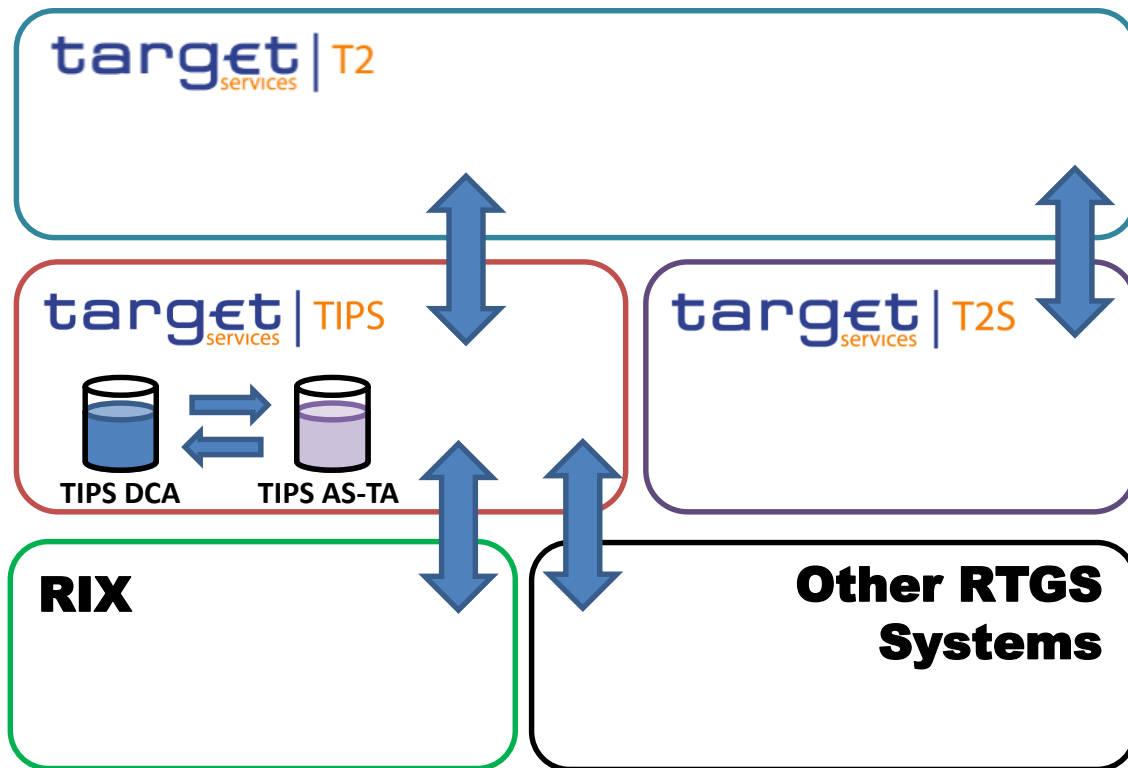 target services | T2
target services | TIPS
target services | T2S
TIPS DCA
TIPS AS-TA
RIX
Other RTGS
Systems